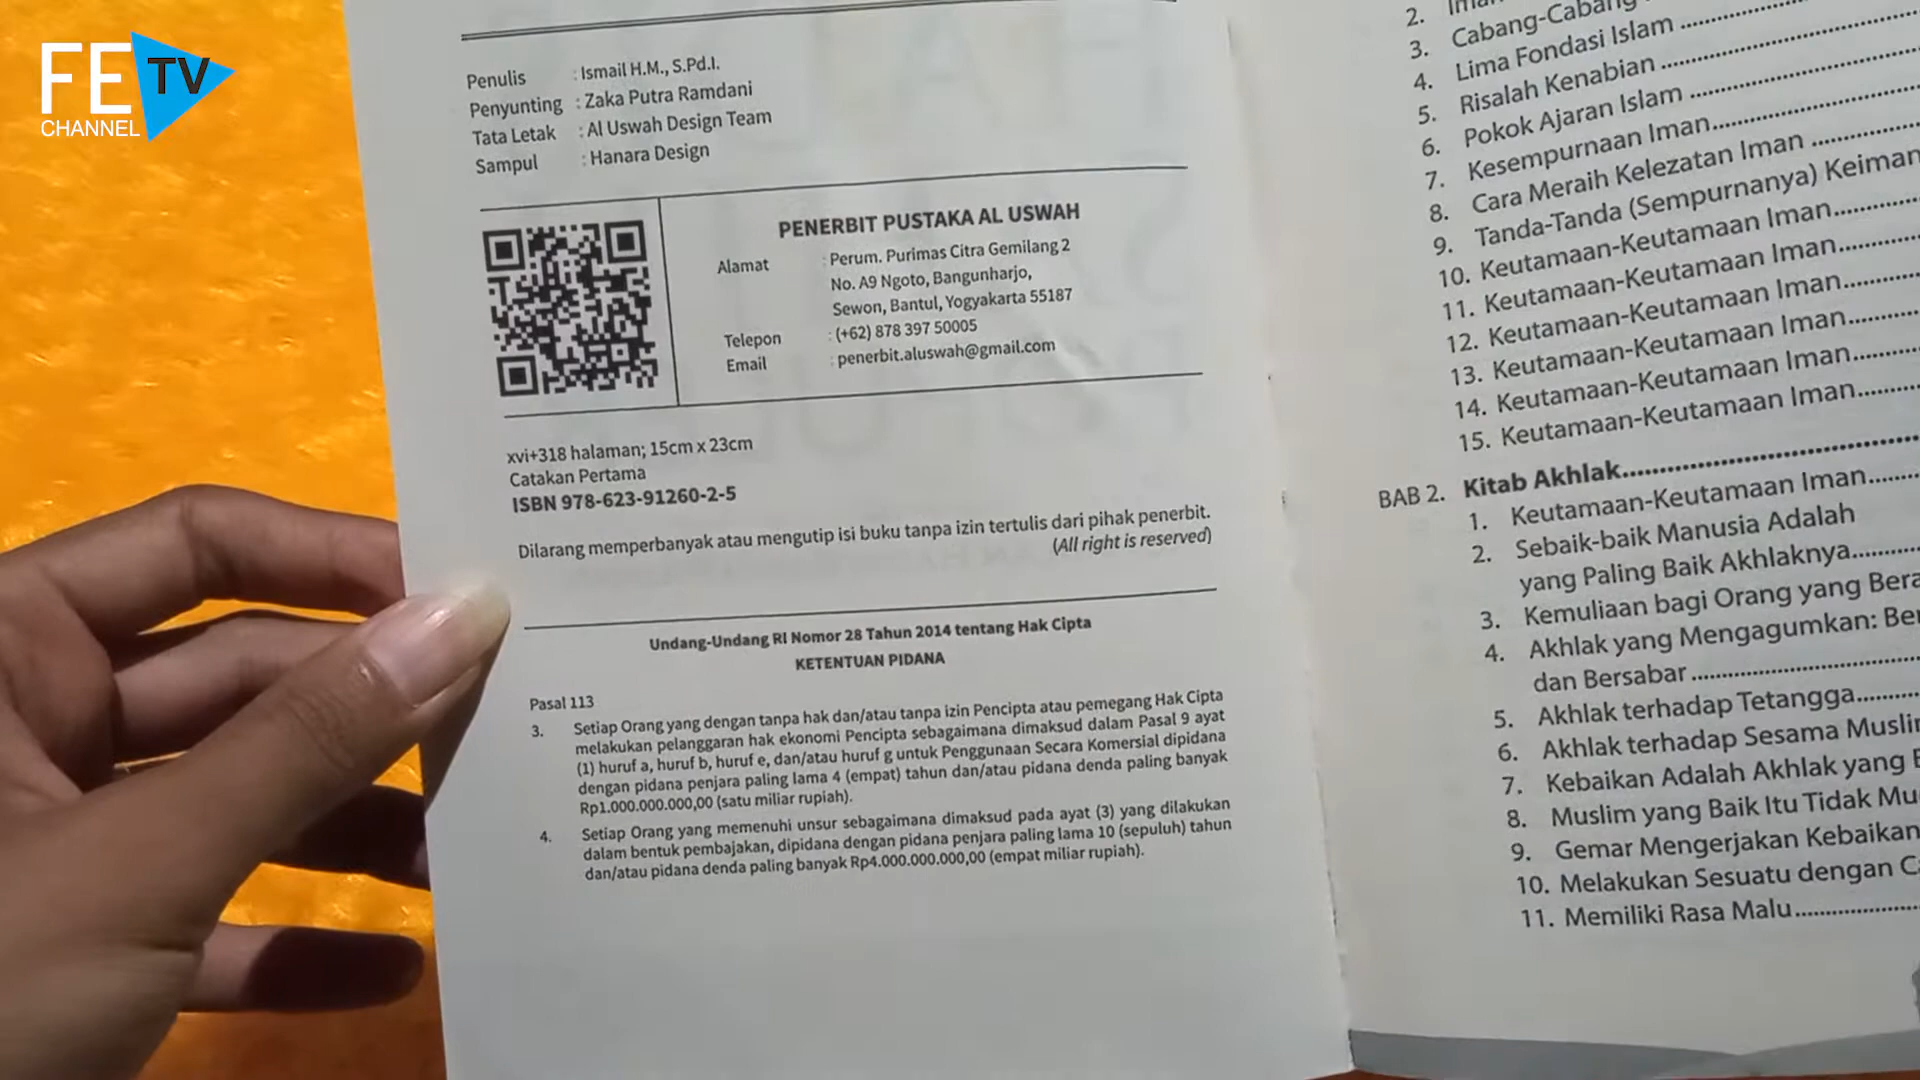 FE TV
CHANNEL
Penulis : Ismail H.M., S.Pd.I.
Penyunting : Zaka Putra Ramdani
Tata Letak : Al Uswah Design Team
Sampul : Hanara Design
PENERBIT PUSTAKA AL USWAH
Alamat : Perum. Purimas Citra Gemilang 2
No. A9 Ngoto, Bangunharjo,
Sewon, Bantul, Yogyakarta 55187
Telepon : (+62) 878 397 50005
Email : penerbit.aluswah@gmail.com
xvi+318 halaman; 15cm x 23cm
Catakan Pertama
ISBN 978-623-91260-2-5
Dilarang memperbanyak atau mengutip isi buku tanpa izin tertulis dari pihak penerbit.
(All right is reserved)
Undang-Undang RI Nomor 28 Tahun 2014 tentang Hak Cipta
KETENTUAN PIDANA
Pasal 113
3. Setiap Orang yang dengan tanpa hak dan/atau tanpa izin Pencipta atau pemegang Hak Cipta
melakukan pelanggaran hak ekonomi Pencipta sebagaimana dimaksud dalam Pasal 9 ayat
(1) huruf a, huruf b, huruf e, dan/atau huruf g untuk Penggunaan Secara Komersial dipidana
dengan pidana penjara paling lama 4 (empat) tahun dan/atau pidana denda paling banyak
Rp1.000.000.000,00 (satu miliar rupiah).
4. Setiap Orang yang memenuhi unsur sebagaimana dimaksud pada ayat (3) yang dilakukan
dalam bentuk pembajakan, dipidana dengan pidana penjara paling lama 10 (sepuluh) tahun
dan/atau pidana denda paling banyak Rp4.000.000.000,00 (empat miliar rupiah).
2.
3. Cabang-Cabang
4. Lima Fondasi Islam
5. Risalah Kenabian
6. Pokok Ajaran Islam
7. Kesempurnaan Iman
8. Cara Meraih Kelezatan Iman
9. Tanda-Tanda (Sempurnanya) Keiman
10. Keutamaan-Keutamaan Iman
11. Keutamaan-Keutamaan Iman
12. Keutamaan-Keutamaan Iman
13. Keutamaan-Keutamaan Iman
14. Keutamaan-Keutamaan Iman
15. Keutamaan-Keutamaan Iman
BAB 2. Kitab Akhlak
1. Keutamaan-Keutamaan Iman
2. Sebaik-baik Manusia Adalah
yang Paling Baik Akhlaknya
3. Kemuliaan bagi Orang yang Bera
4. Akhlak yang Mengagumkan: Ber
dan Bersabar
5. Akhlak terhadap Tetangga
6. Akhlak terhadap Sesama Muslim
7. Kebaikan Adalah Akhlak yang
8. Muslim yang Baik Itu Tidak Mu
9. Gemar Mengerjakan Kebaikan
10. Melakukan Sesuatu dengan
11. Memiliki Rasa Malu